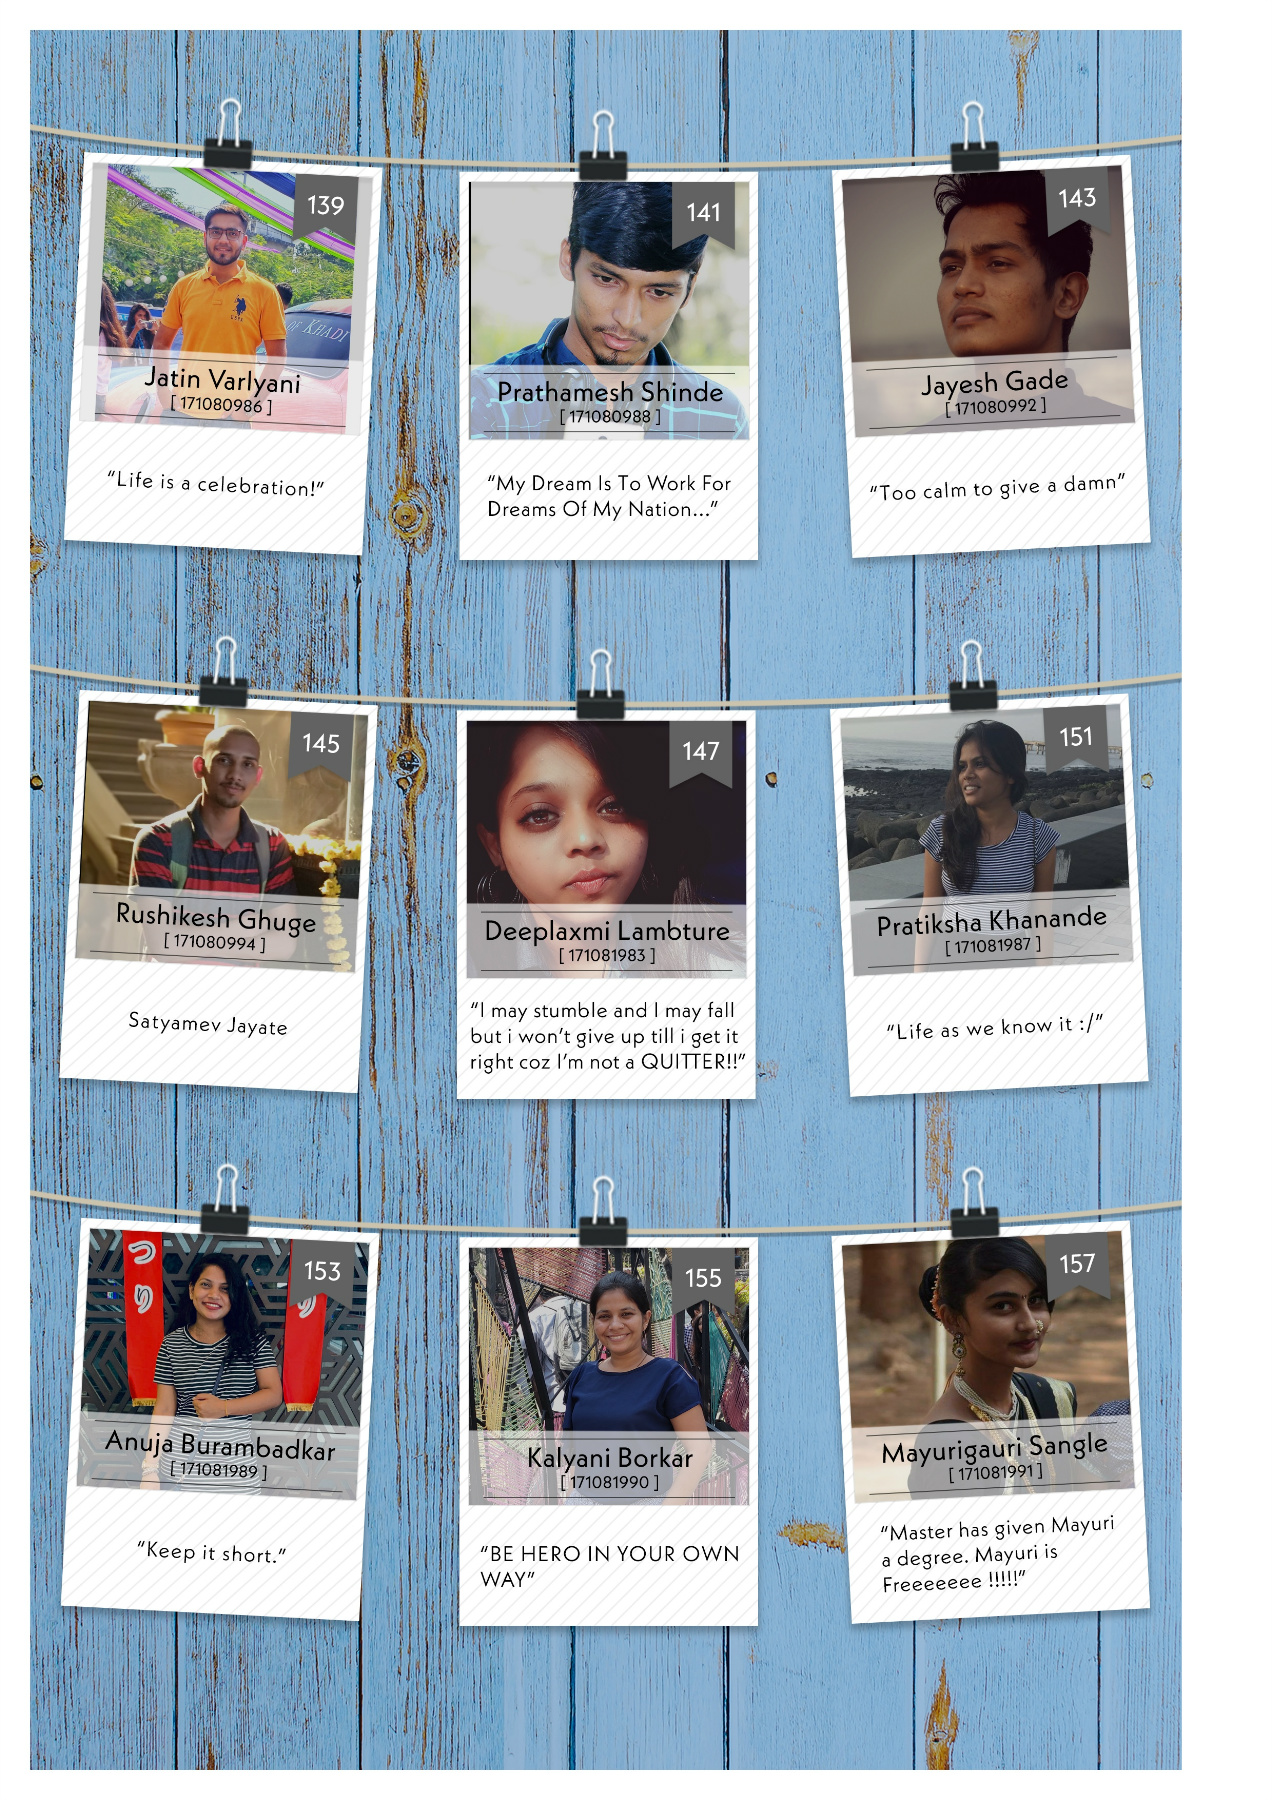 139
OF KHADI
Jatin Varlyani
[ 171080986 ]
“Life is a celebration!”
141
Prathamesh Shinde
[ 171080988 ]
“My Dream Is To Work For
Dreams Of My Nation...”
143
Jayesh Gade
[ 171080992 ]
“Too calm to give a damn”
145
Rushikesh Ghuge
[ 171080994 ]
Satyamev Jayate
147
Deeplaxmi Lambture
[ 171081983 ]
“I may stumble and I may fall
but i won’t give up till i get it
right coz I’m not a QUITTER!!”
151
Pratiksha Khanande
[ 171081987 ]
“Life as we know it :/”
153
Anuja Burambadkar
[ 171081989 ]
“Keep it short.”
155
Kalyani Borkar
[ 171081990 ]
“BE HERO IN YOUR OWN
WAY”
157
Mayurigauri Sangle
[ 171081991 ]
“Master has given Mayuri
a degree. Mayuri is
Freeeeeee !!!!!”